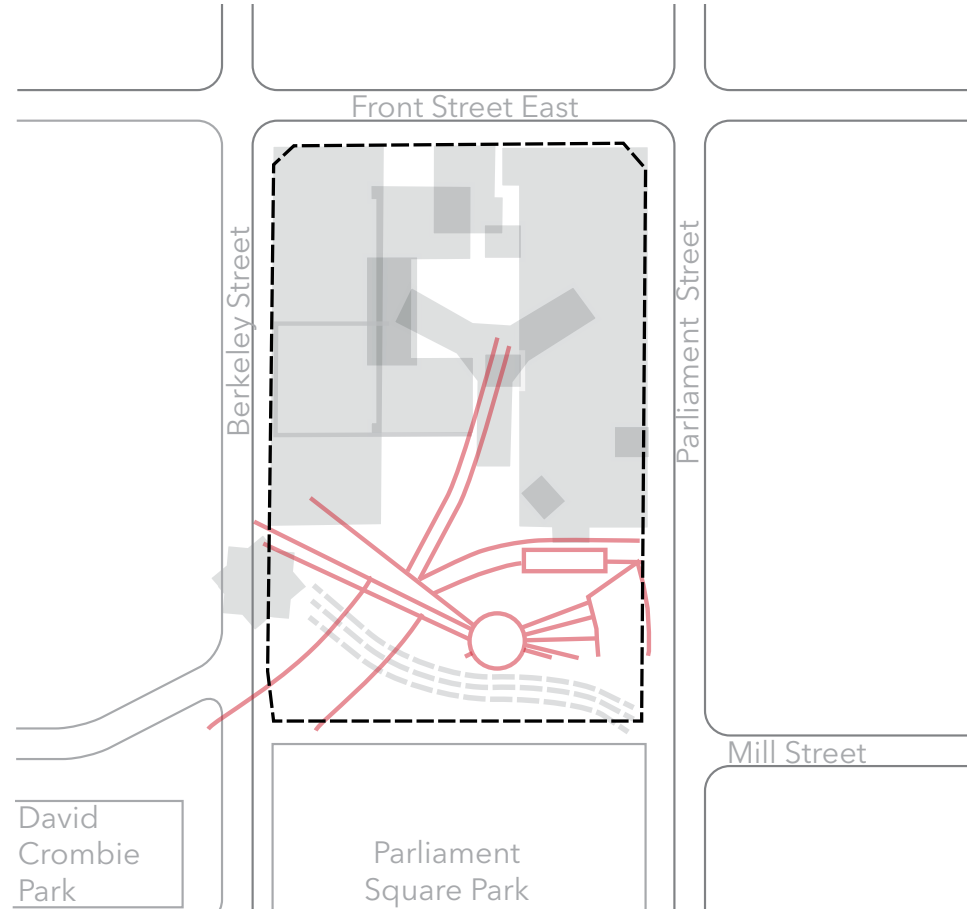 Front Street East
Berkeley Street
Parliament Street
Mill Street
David
Crombie
Park
Parliament
Square Park